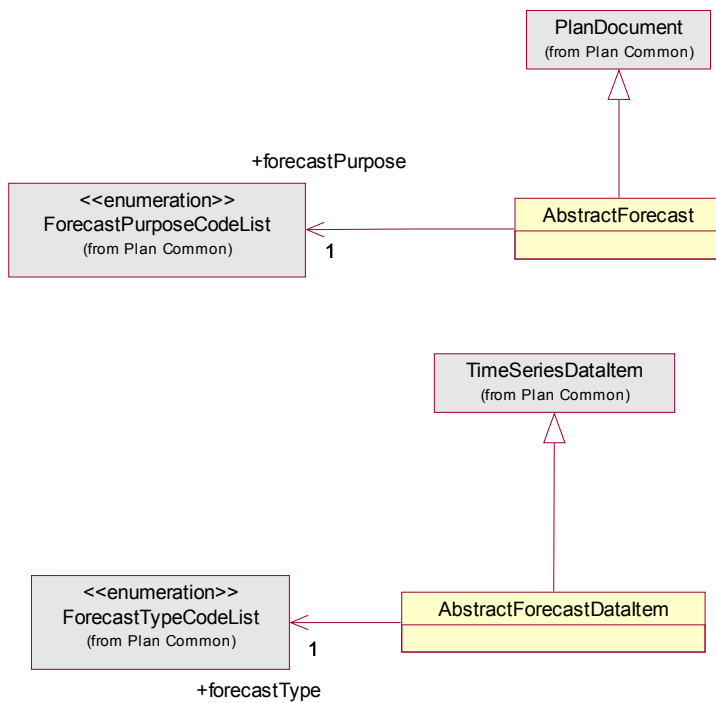 PlanDocument
(from Plan Common)
+forecastPurpose
<<enumeration>>
ForecastPurposeCodeList
(from Plan Common)
AbstractForecast
1
TimeSeriesDataItem
(from Plan Common)
<<enumeration>>
ForecastTypeCodeList
(from Plan Common)
AbstractForecastDataItem
1
+forecastType